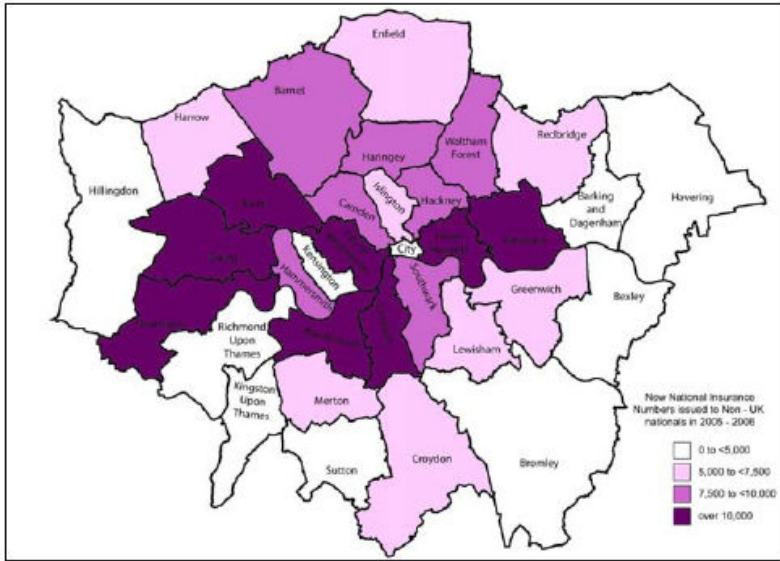 Enfield
Barnet
Harrow
Waltham
Forest
Redbridge
Haringey
Hillingdon
Islington
Hackney
Camden
Barking
and
Dagenham
Havering
Brent
City
Kensington
Hammersmith
Southwark
Greenwich
Bexley
Richmond
Upon
Thames
Lewisham
Kingston
Upon
Thames
Merton
Sutton
Croydon
Bromley
New National Insurance
Numbers issued to Non - UK
nationals in 2005 - 2006
0 to <5,000
5,000 to <7,500
7,500 to <10,000
over 10,000